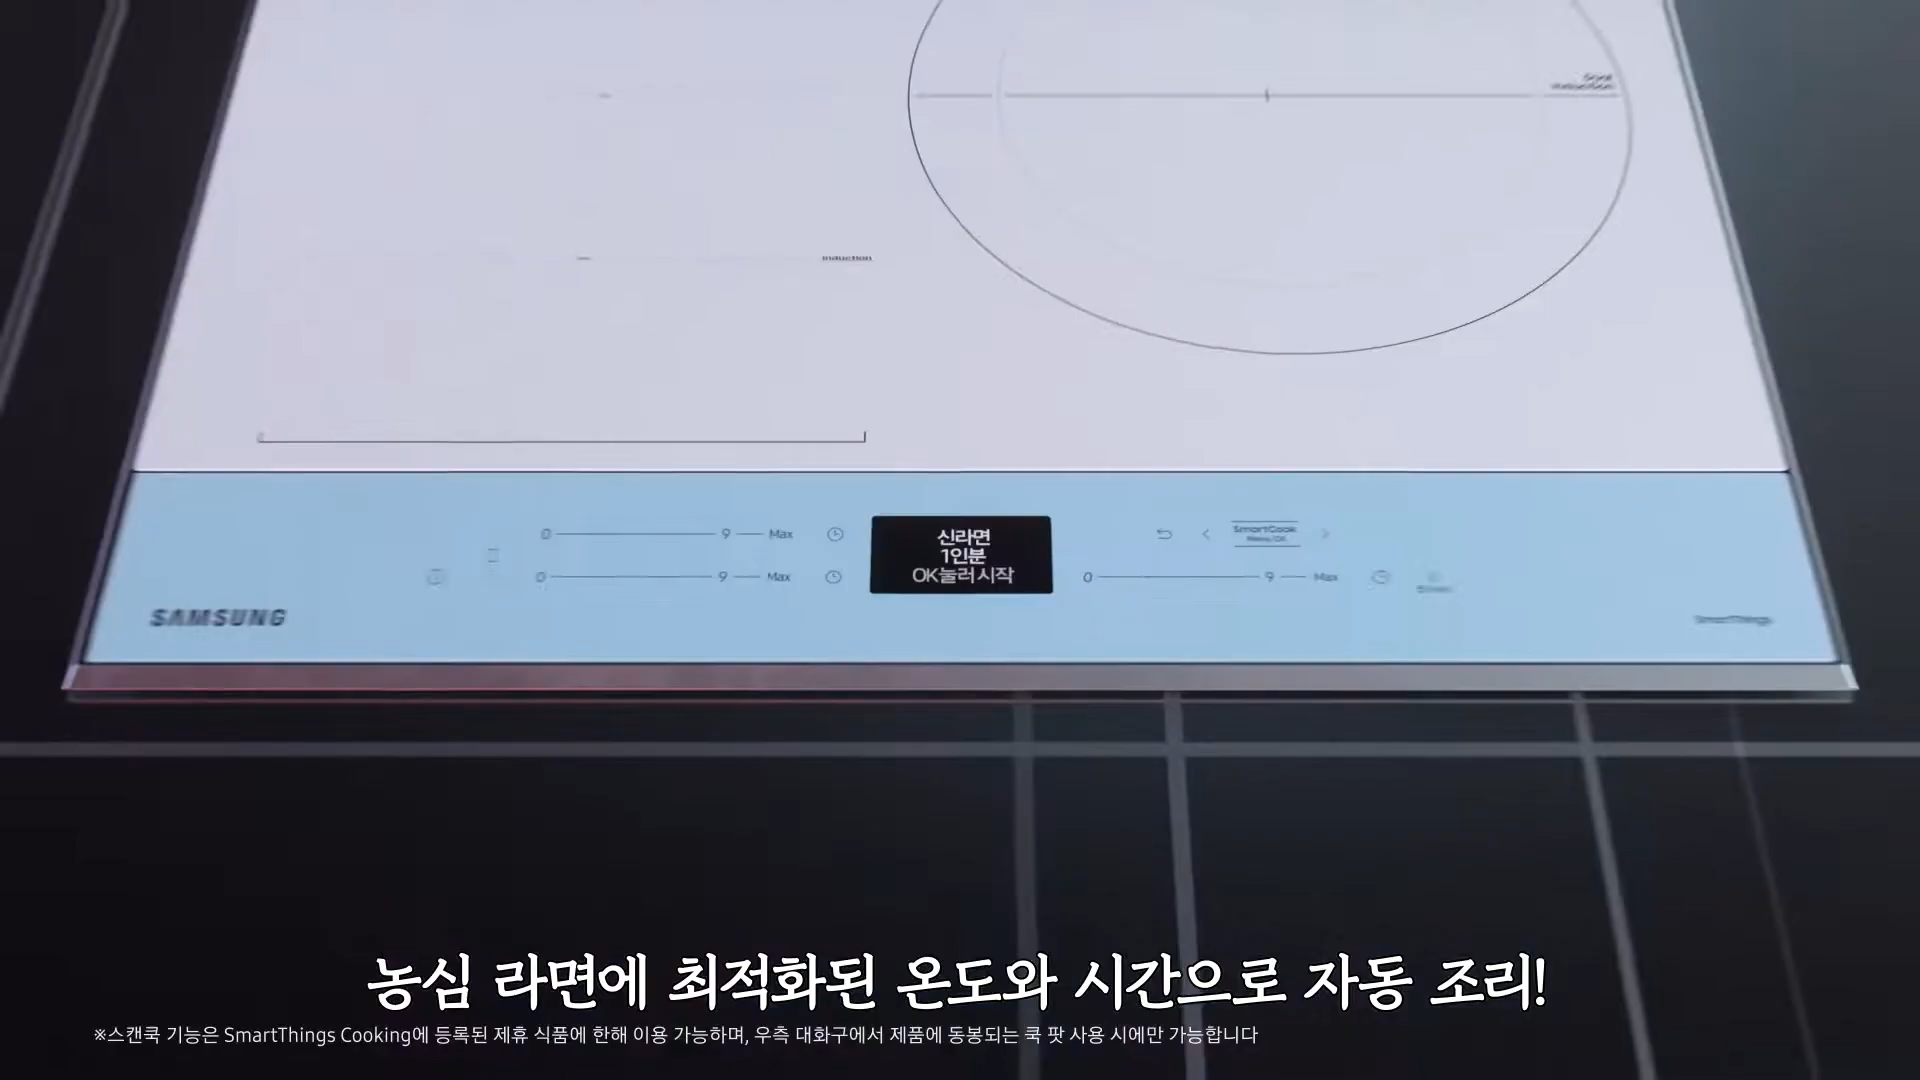 Induction
0 9 Max
0 9 Max
신라면
1인분
OK눌러 시작
SmartCook
Menu/OK
0 9 Max
SAMSUNG
SmartThings
농심 라면에 최적화된 온도와 시간으로 자동 조리!
※스캔쿡 기능은 SmartThings Cooking에 등록된 제휴 식품에 한해 이용 가능하며, 우측 대화구에서 제품에 동봉되는 쿡 팟 사용 시에만 가능합니다